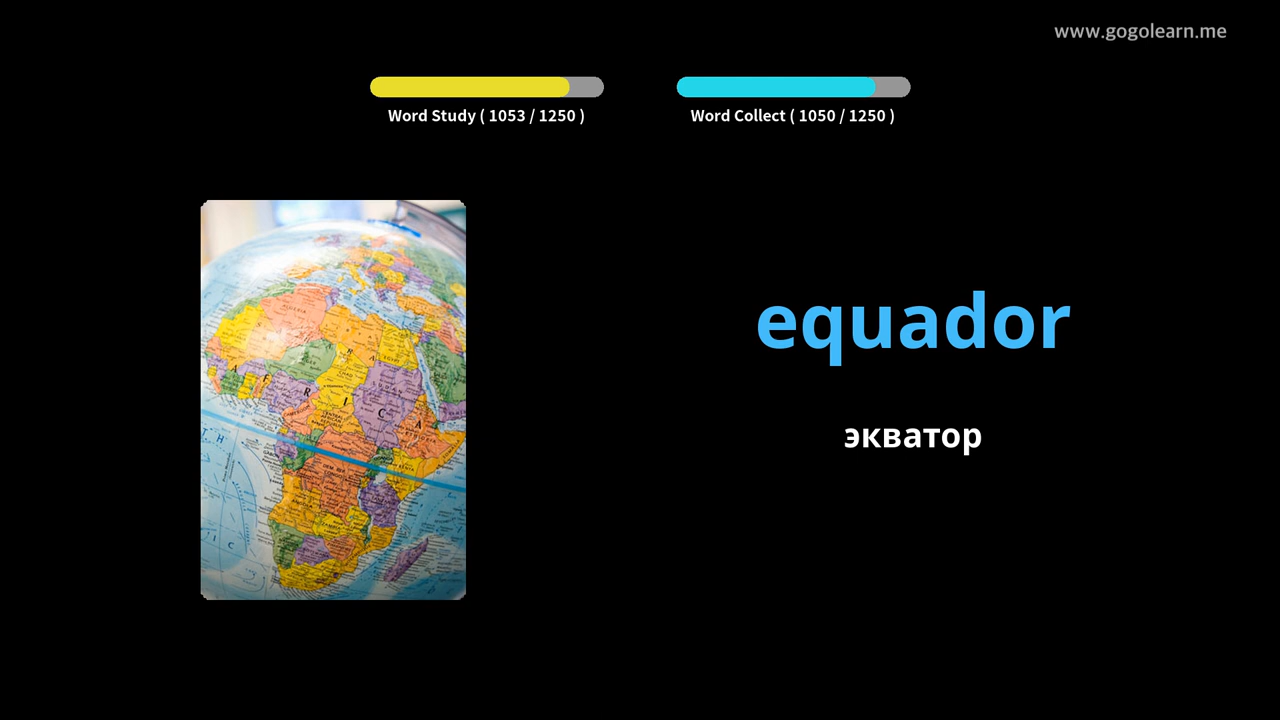 www.gogolearn.me
Word Study ( 1053 / 1250 )
Word Collect ( 1050 / 1250 )
equador
экватор
A F R I C A